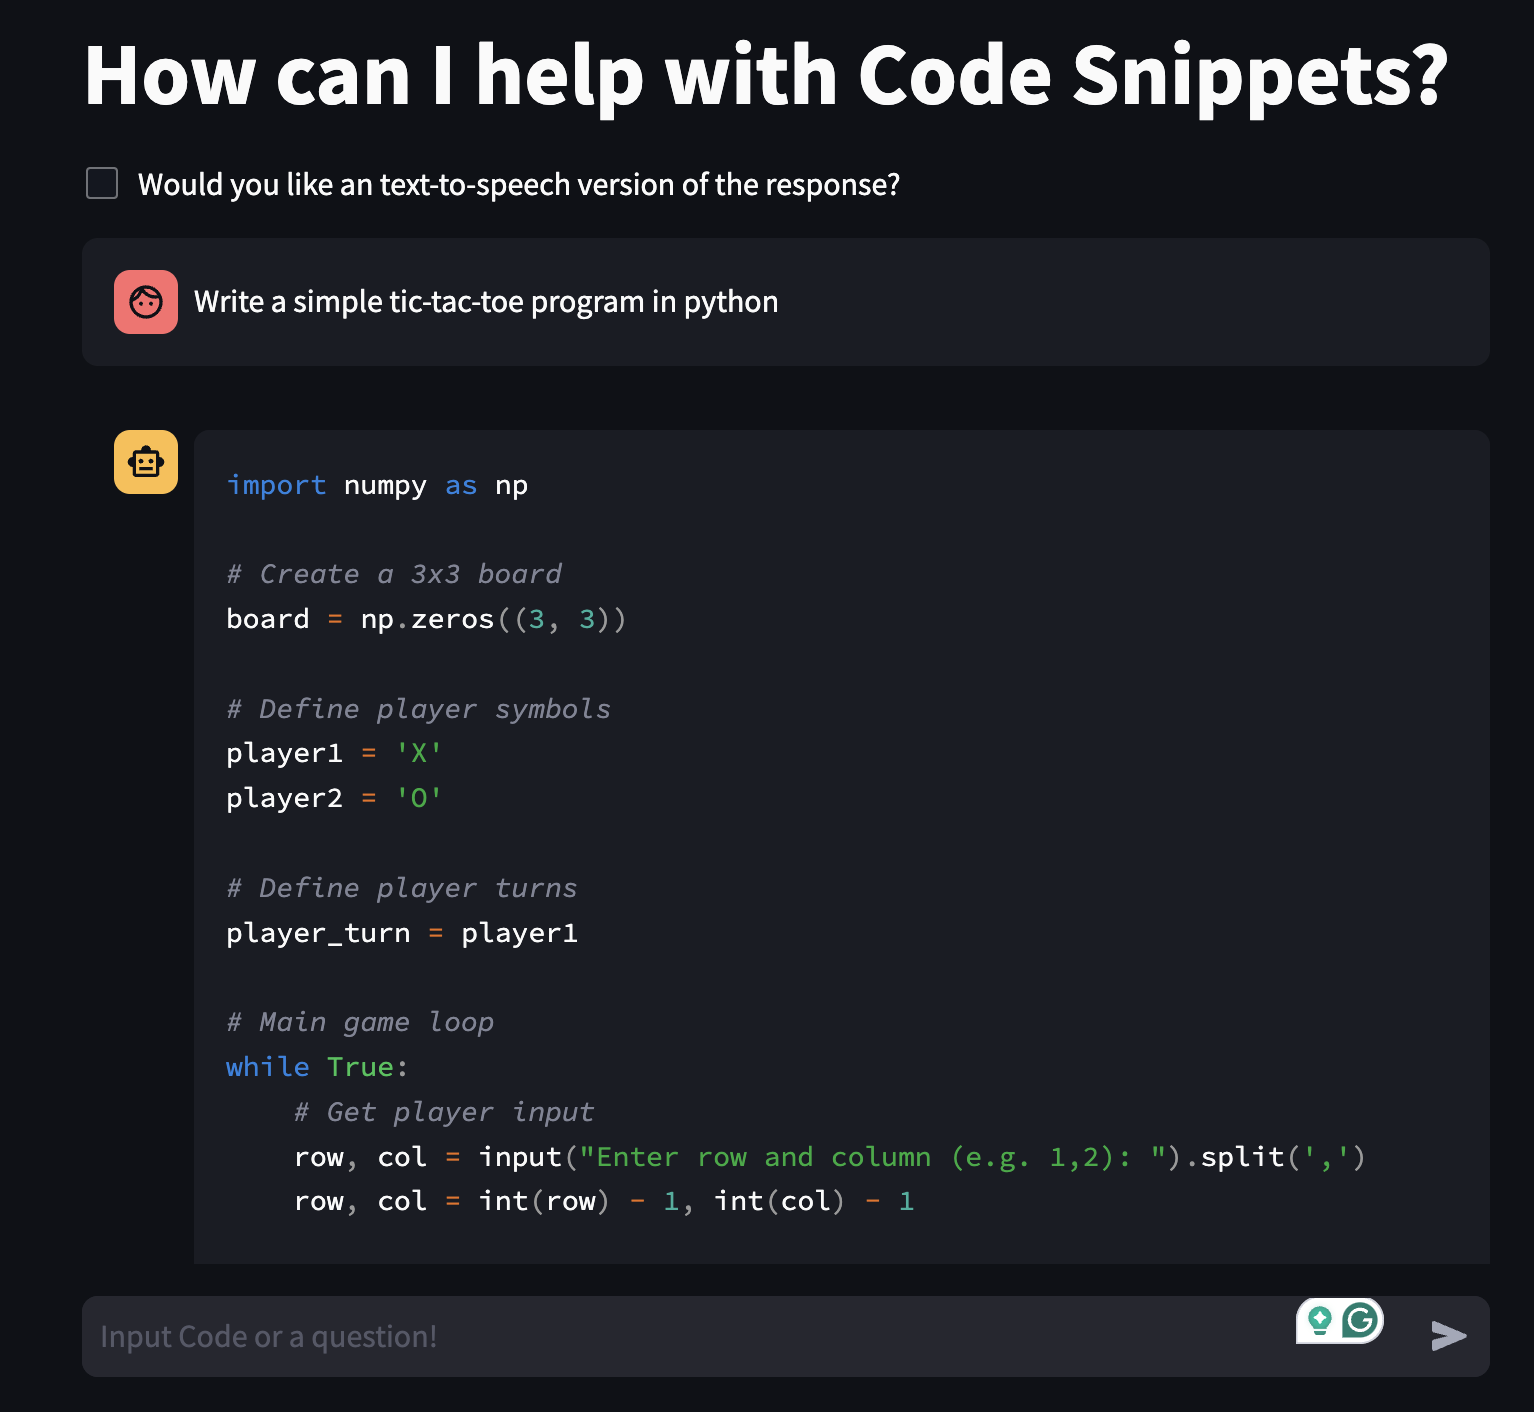 How can I help with Code Snippets?
Would you like an text-to-speech version of the response?
Write a simple tic-tac-toe program in python
import numpy as np
# Create a 3x3 board
board = np.zeros((3, 3))
# Define player symbols
player1 = 'X'
player2 = 'O'
# Define player turns
player_turn = player1
# Main game loop
while True:
    # Get player input
    row, col = input("Enter row and column (e.g. 1,2): ").split(',')
    row, col = int(row) - 1, int(col) - 1
Input Code or a question!